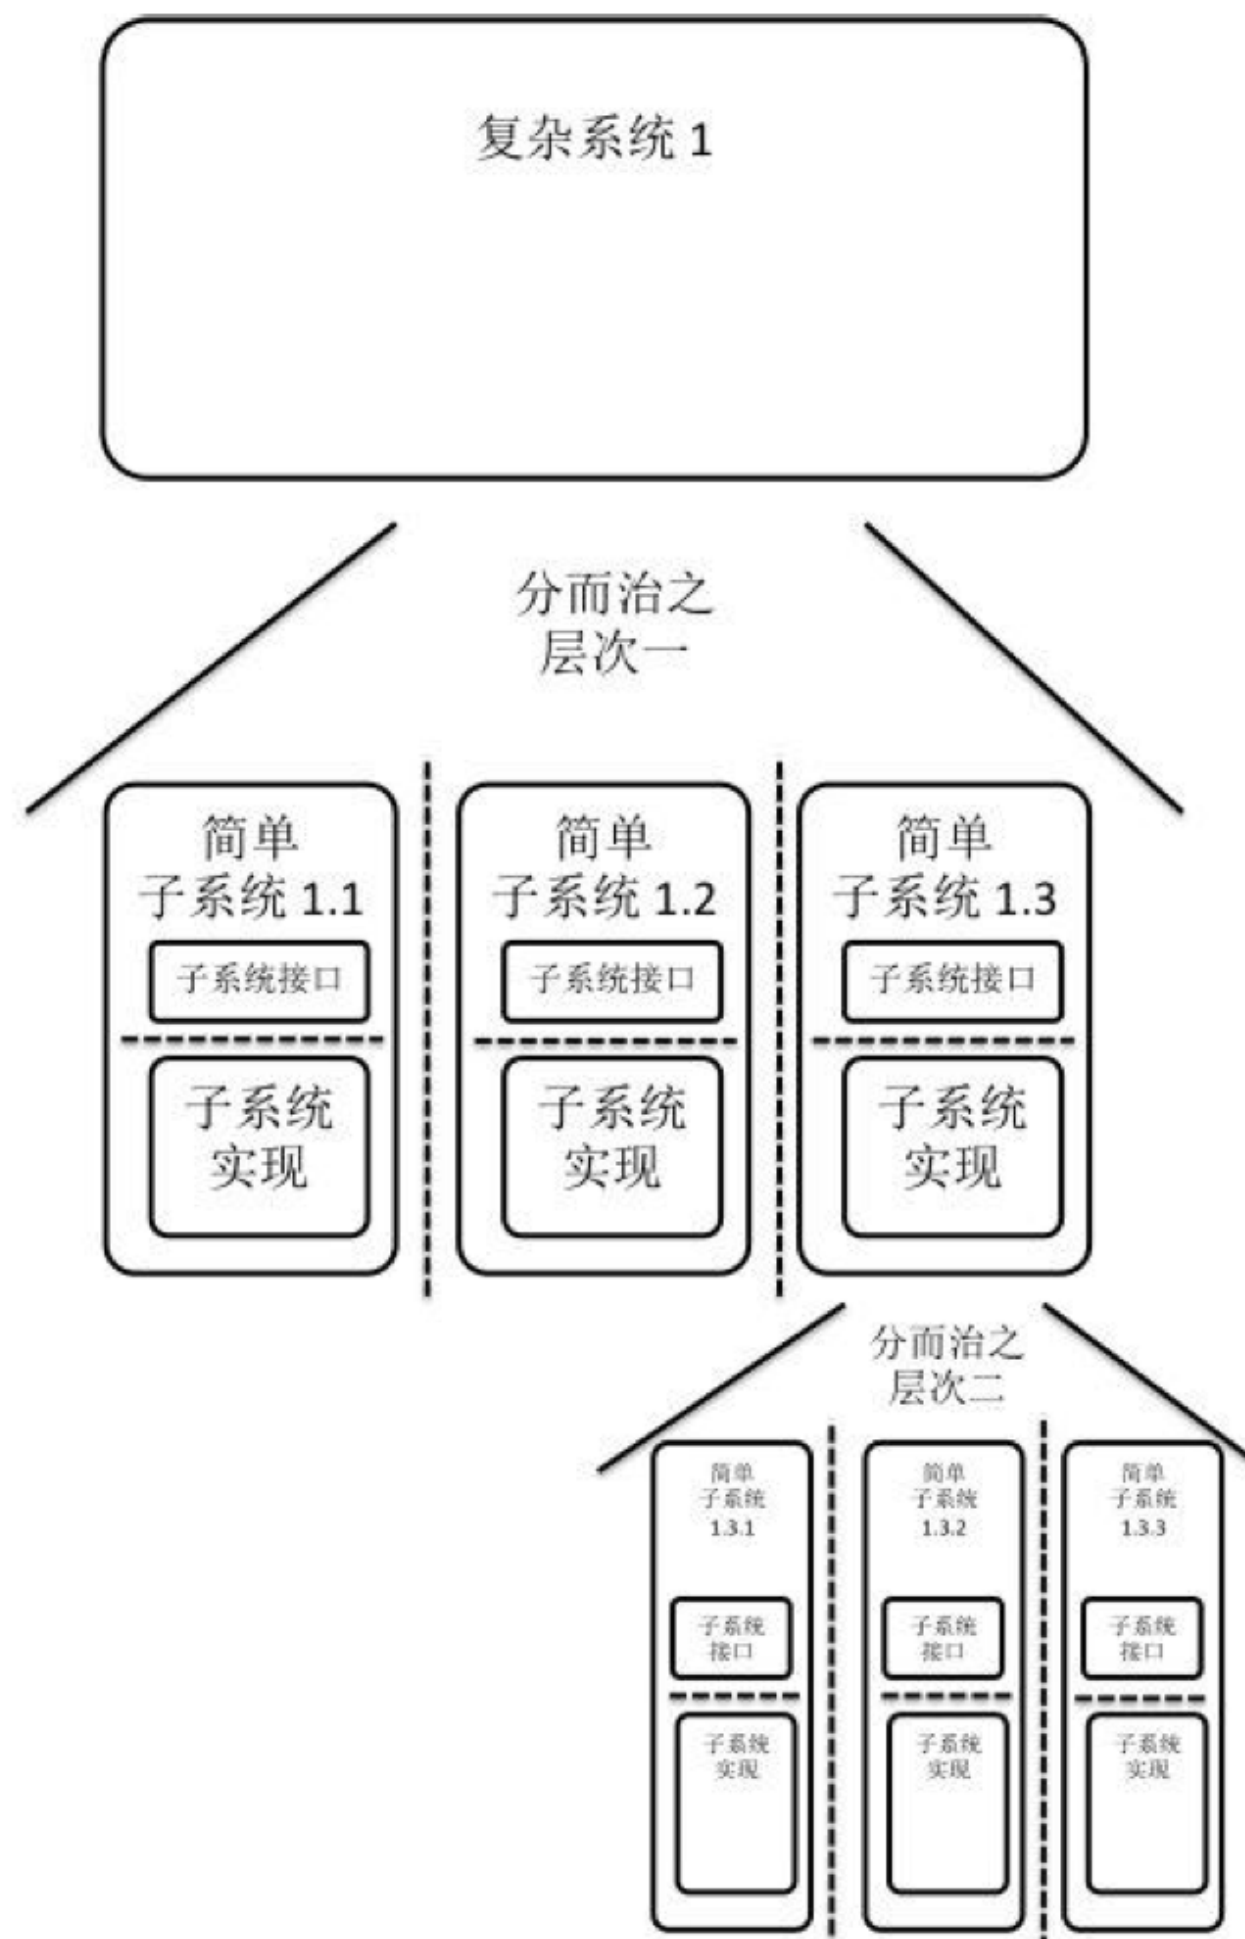 复杂系统 1
分而治之
层次一
简单
子系统 1.1
子系统接口
子系统
实现
简单
子系统 1.2
子系统接口
子系统
实现
简单
子系统 1.3
子系统接口
子系统
实现
分而治之
层次二
简单
子系统
1.3.1
子系统
接口
子系统
实现
简单
子系统
1.3.2
子系统
接口
子系统
实现
简单
子系统
1.3.3
子系统
接口
子系统
实现